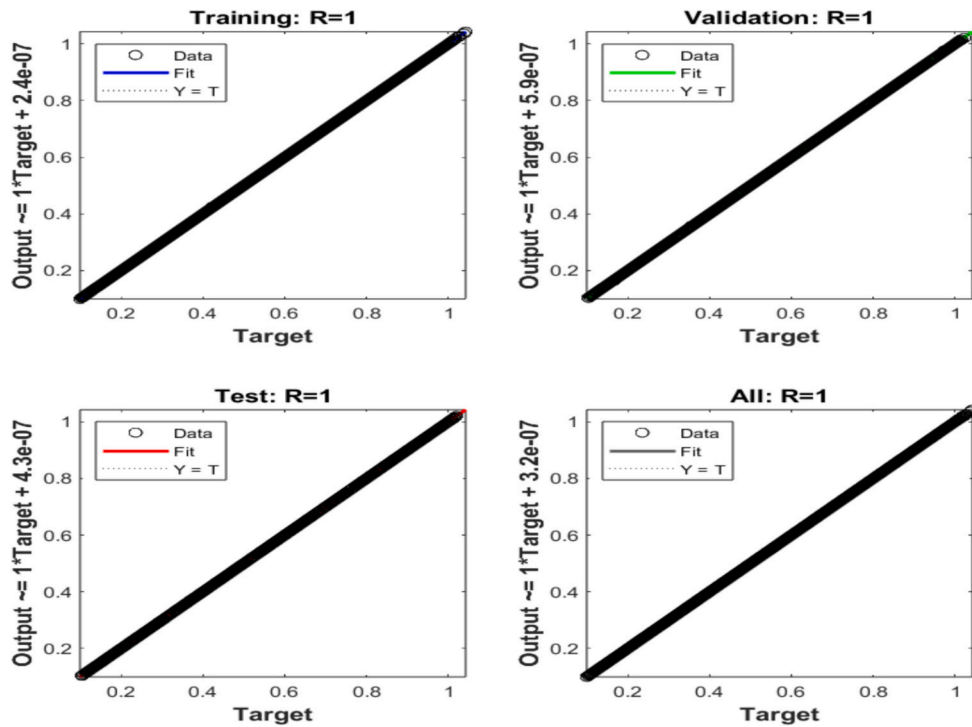 Training: R=1
Output ~= 1*Target + 2.4e-07
1
0.8
0.6
0.4
0.2
Data
Fit
Y = T
0.2 0.4 0.6 0.8 1
Target
Validation: R=1
Output ~= 1*Target + 5.9e-07
1
0.8
0.6
0.4
0.2
Data
Fit
Y = T
0.2 0.4 0.6 0.8 1
Target
Test: R=1
Output ~= 1*Target + 4.3e-07
1
0.8
0.6
0.4
0.2
Data
Fit
Y = T
0.2 0.4 0.6 0.8 1
Target
All: R=1
Output ~= 1*Target + 3.2e-07
1
0.8
0.6
0.4
0.2
Data
Fit
Y = T
0.2 0.4 0.6 0.8 1
Target